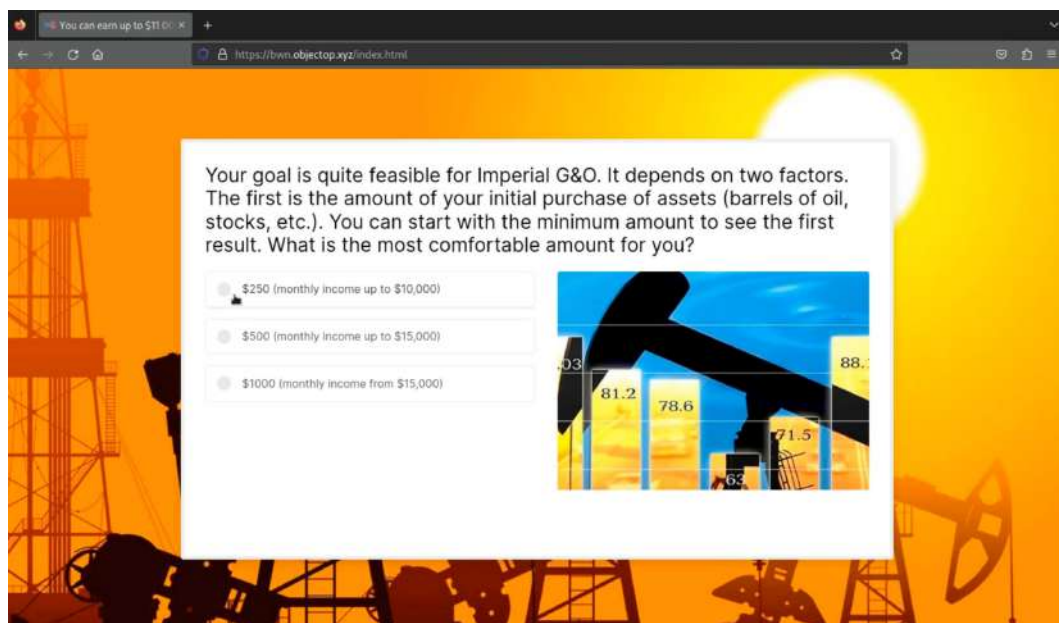 You can earn up to $11 00
https://bwn.objectop.xyz/index.html
Your goal is quite feasible for Imperial G&O. It depends on two factors.
The first is the amount of your initial purchase of assets (barrels of oil,
stocks, etc.). You can start with the minimum amount to see the first
result. What is the most comfortable amount for you?
$250 (monthly income up to $10,000)
$500 (monthly income up to $15,000)
$1000 (monthly income from $15,000)
03
81.2
78.6
63
71.5
88.